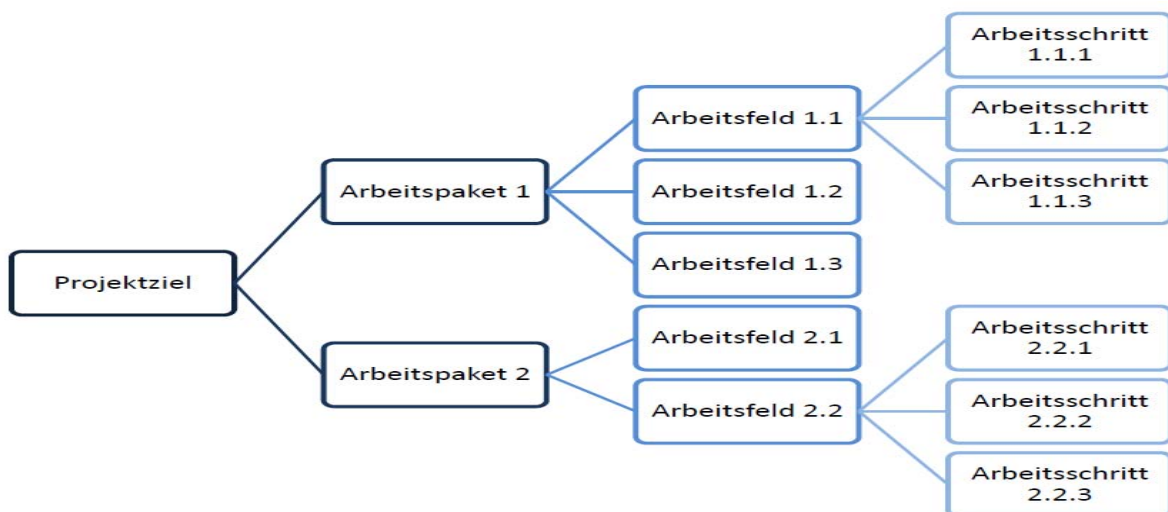 Projektziel
Arbeitspaket 1
Arbeitsfeld 1.1
Arbeitsschritt
1.1.1
Arbeitsschritt
1.1.2
Arbeitsschritt
1.1.3
Arbeitsfeld 1.2
Arbeitsfeld 1.3
Arbeitspaket 2
Arbeitsfeld 2.1
Arbeitsfeld 2.2
Arbeitsschritt
2.2.1
Arbeitsschritt
2.2.2
Arbeitsschritt
2.2.3